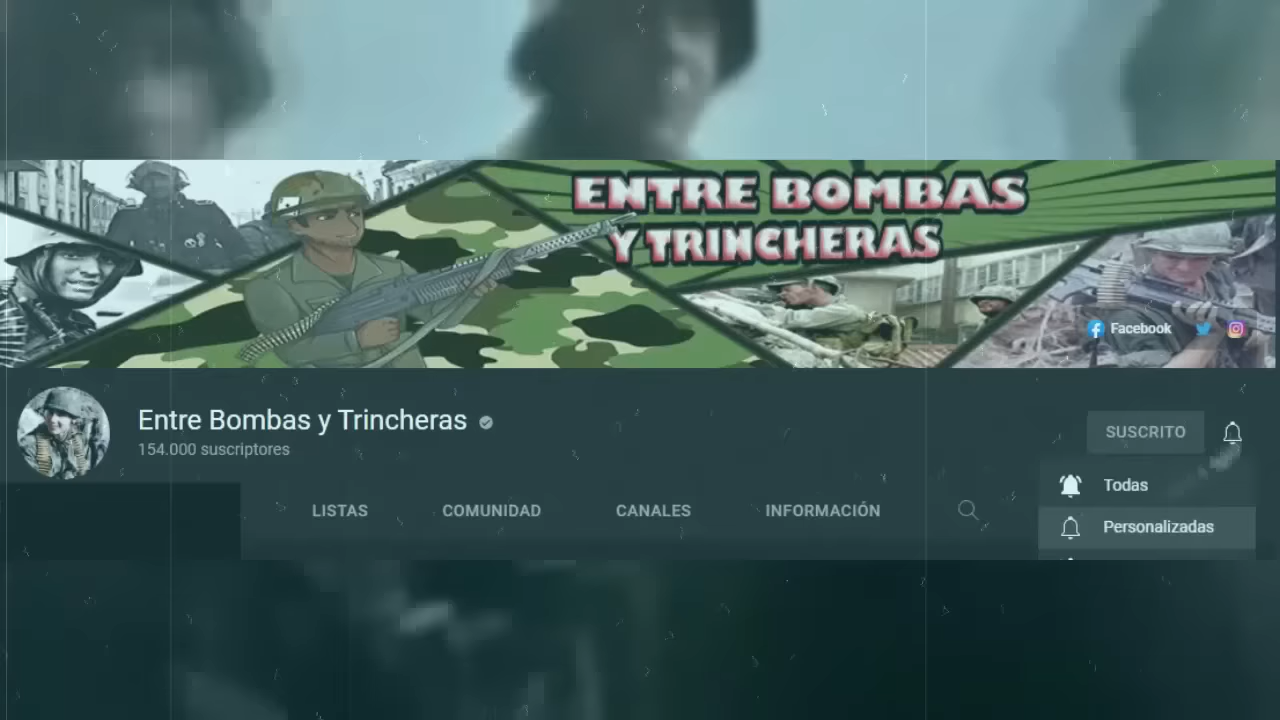 ENTRE BOMBAS
Y TRINCHERAS
Facebook
Entre Bombas y Trincheras
154.000 suscriptores
SUSCRITO
Todas
LISTAS COMUNIDAD CANALES INFORMACIÓN
Personalizadas